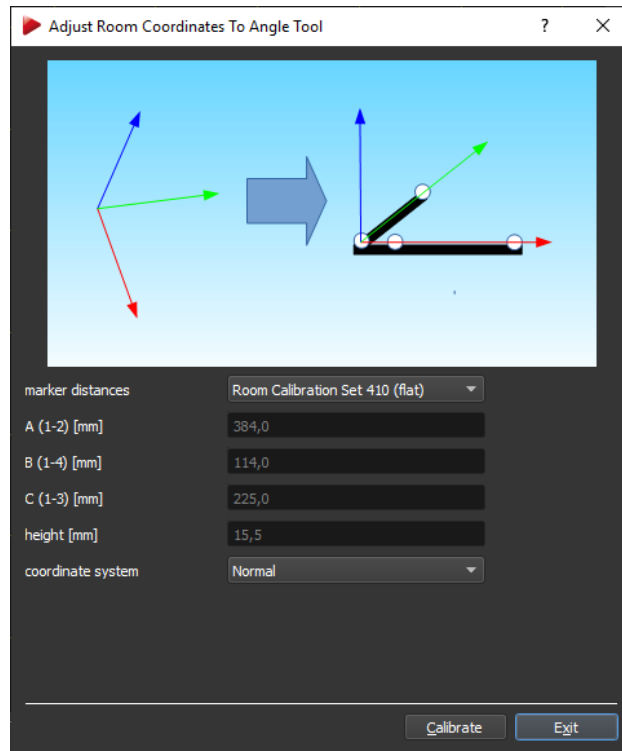 Adjust Room Coordinates To Angle Tool ?
marker distances Room Calibration Set 410 (flat)
A (1-2) [mm] 384,0
B (1-4) [mm] 114,0
C (1-3) [mm] 225,0
height [mm] 15,5
coordinate system Normal
Calibrate Exit